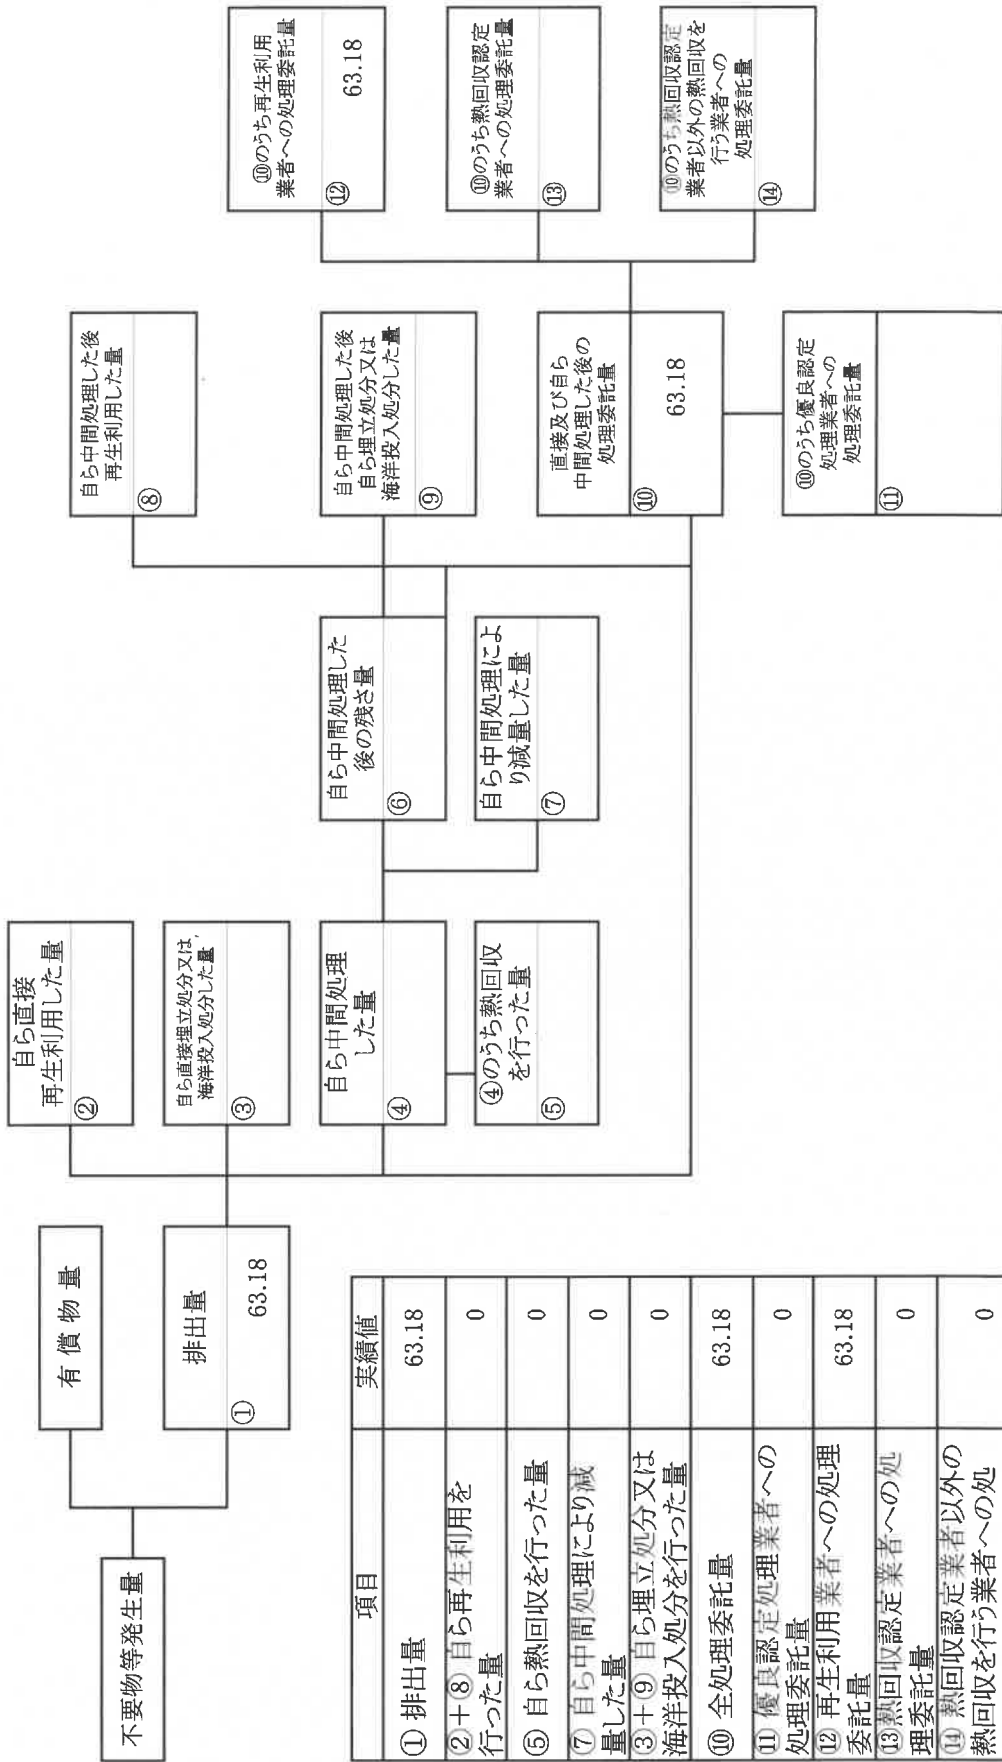 不要物等発生量
有 償 物 量
排出量
①
63.18
自ら直接
再生利用した量
②
自ら直接埋立処分又は
海洋投入処分した量
③
自ら中間処理
した量
④
④のうち熱回収
を行った量
⑤
自ら中間処理した
後の残さ量
⑥
自ら中間処理によ
り減量した量
⑦
自ら中間処理した後
再生利用した量
⑧
自ら中間処理した後
自ら埋立処分又は
海洋投入処分した量
⑨
直接及び自ら
中間処理した後の
処理委託量
⑩
63.18
⑩のうち優良認定
処理業者への
処理委託量
⑪
⑩のうち再生利用
業者への処理委託量
⑫
63.18
⑩のうち熱回収認定
業者への処理委託量
⑬
⑩のうち熱回収認定
業者以外の熱回収を
行う業者への
処理委託量
⑭
項目 実績値
① 排出量 63.18
②+⑧ 自ら再生利用を
行った量 0
⑤ 自ら熱回収を行った量 0
⑦ 自ら中間処理により減
量した量 0
③+⑨ 自ら埋立処分又は
海洋投入処分を行った量 0
⑩ 全処理委託量 63.18
⑪ 優良認定処理業者への
処理委託量 0
⑫ 再生利用業者への処理
委託量 63.18
⑬ 熱回収認定業者への処
理委託量 0
⑭ 熱回収認定業者以外の
熱回収を行う業者への処 0